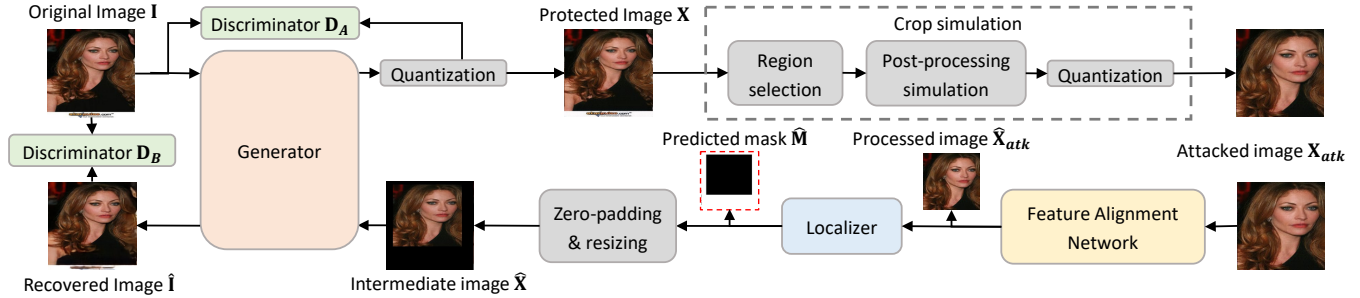 Original Image I
Discriminator D_A
Protected Image X
Crop simulation
Quantization
Region
selection
Post-processing
simulation
Quantization
Discriminator D_B
Generator
Predicted mask M̂
Processed image X̂_atk
Attacked image X_atk
Zero-padding
& resizing
Localizer
Feature Alignment
Network
Recovered Image Î
Intermediate image X̂